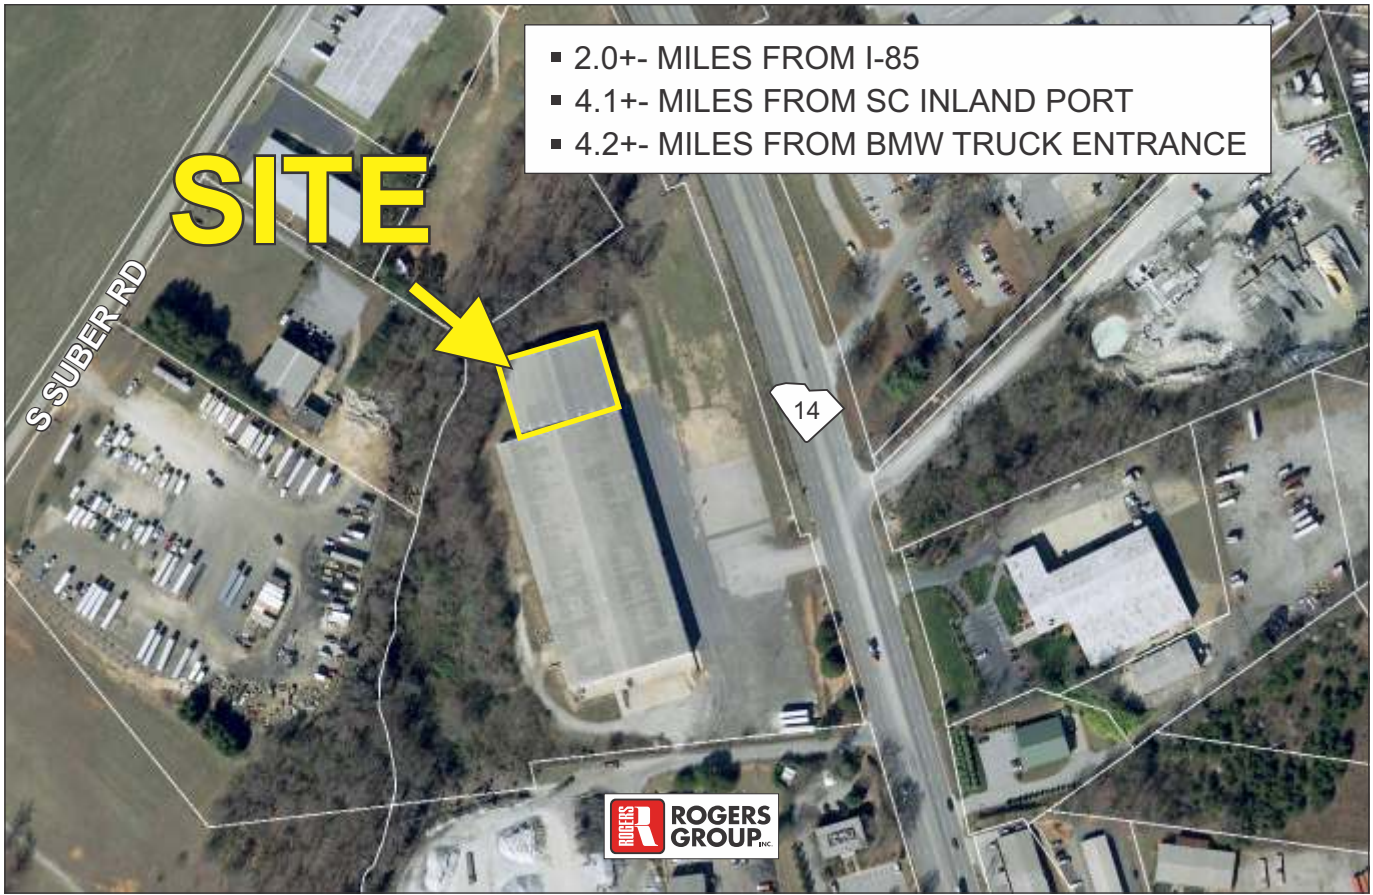 ▪ 2.0+- MILES FROM I-85
▪ 4.1+- MILES FROM SC INLAND PORT
▪ 4.2+- MILES FROM BMW TRUCK ENTRANCE
SITE
S SUBER RD
14
ROGERS
ROGERS
GROUP INC.